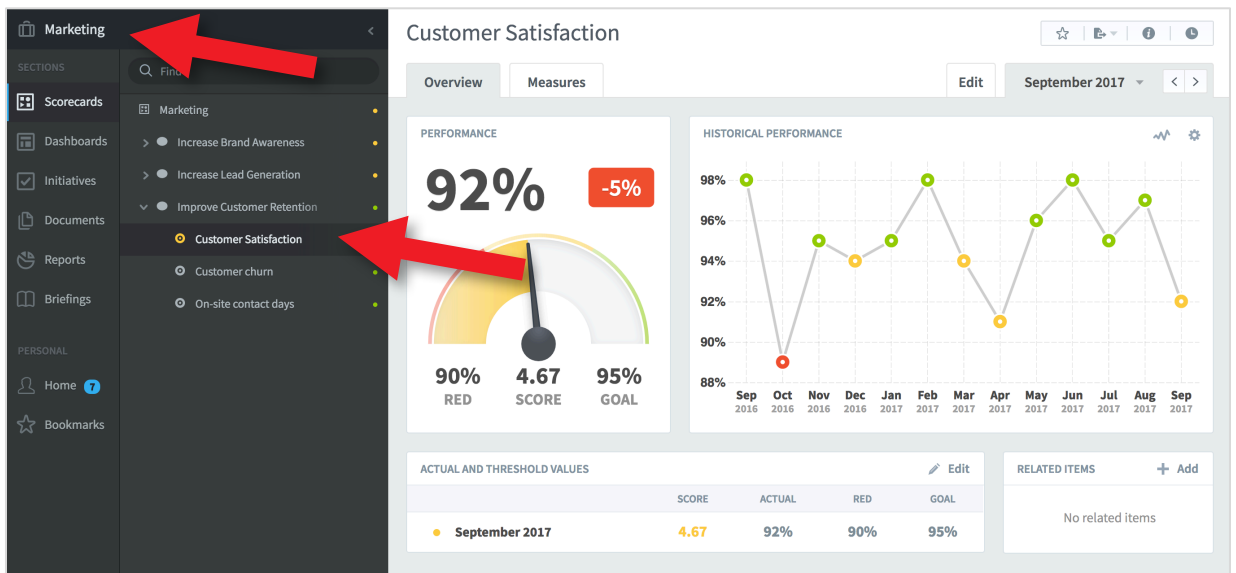 Marketing
SECTIONS
Scorecards
Dashboards
Initiatives
Documents
Reports
Briefings
PERSONAL
Home 7
Bookmarks
Marketing
Increase Brand Awareness
Increase Lead Generation
Improve Customer Retention
Customer Satisfaction
Customer churn
On-site contact days
Customer Satisfaction
Overview Measures Edit September 2017
PERFORMANCE
92% -5%
90% 4.67 95%
RED SCORE GOAL
HISTORICAL PERFORMANCE
98%
96%
94%
92%
90%
88%
Sep Oct Nov Dec Jan Feb Mar Apr May Jun Jul Aug Sep
2016 2016 2016 2016 2017 2017 2017 2017 2017 2017 2017 2017 2017
ACTUAL AND THRESHOLD VALUES Edit
SCORE ACTUAL RED GOAL
September 2017 4.67 92% 90% 95%
RELATED ITEMS Add
No related items